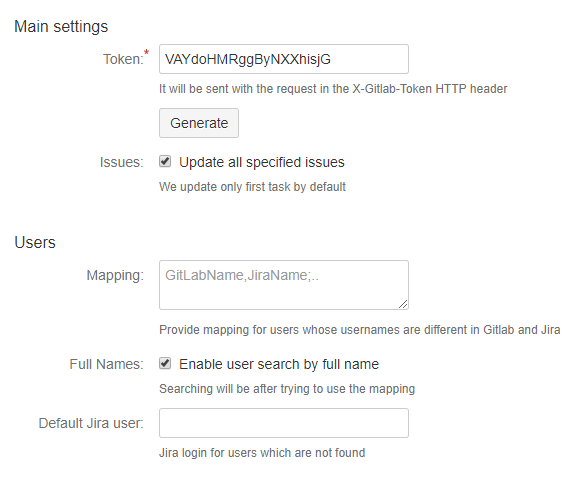 Main settings
Token:*
VAYdoHMRggByNXXhisjG
It will be sent with the request in the X-Gitlab-Token HTTP header
Generate
Issues:
Update all specified issues
We update only first task by default
Users
Mapping:
GitLabName,JiraName;..
Provide mapping for users whose usernames are different in Gitlab and Jira
Full Names:
Enable user search by full name
Searching will be after trying to use the mapping
Default Jira user:
Jira login for users which are not found